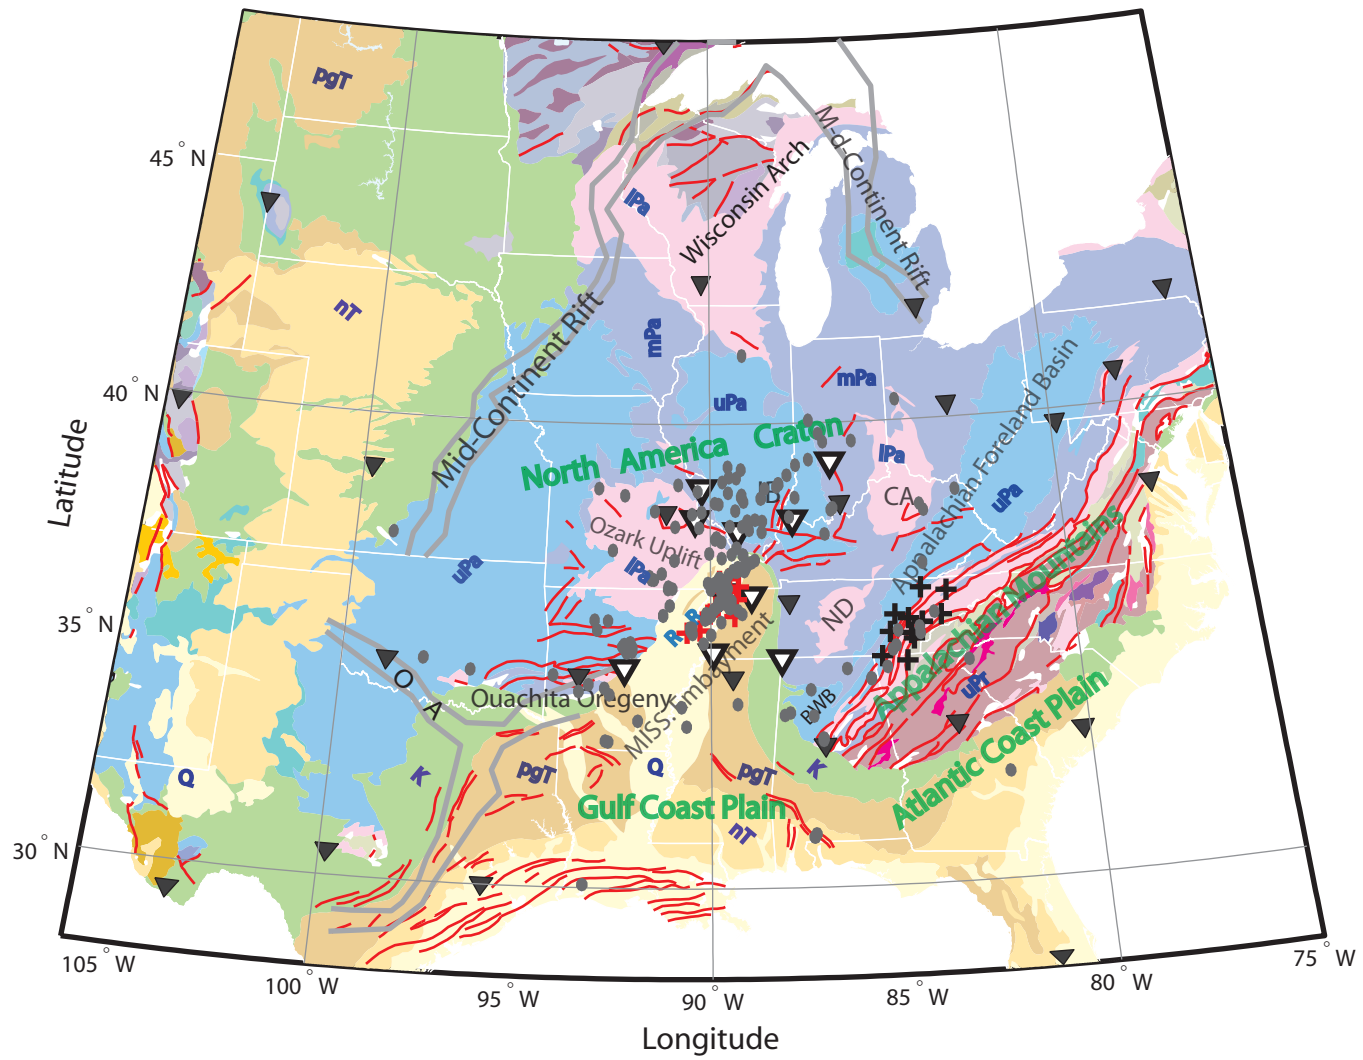 pgT
45° N
lPa
Wisconsin Arch
M-d-Continent Rift
nT
mPa
Mid-Continent Rift
Appalachian Foreland Basin
mPa
40° N
uPa
North America Craton
lPa
IB
CA
uPa
Latitude
Ozark Uplift
uPa
lPa
Appalachian Mountains
35° N
ND
R
R
O
A
Ouachita Oregeny
MISS. Embayment
BWB
uPr
Atlantic Coast Plain
Q
K
pgT
Q
pgT
K
Gulf Coast Plain
nT
30° N
105° W
100° W
95° W
90° W
85° W
80° W
75° W
Longitude